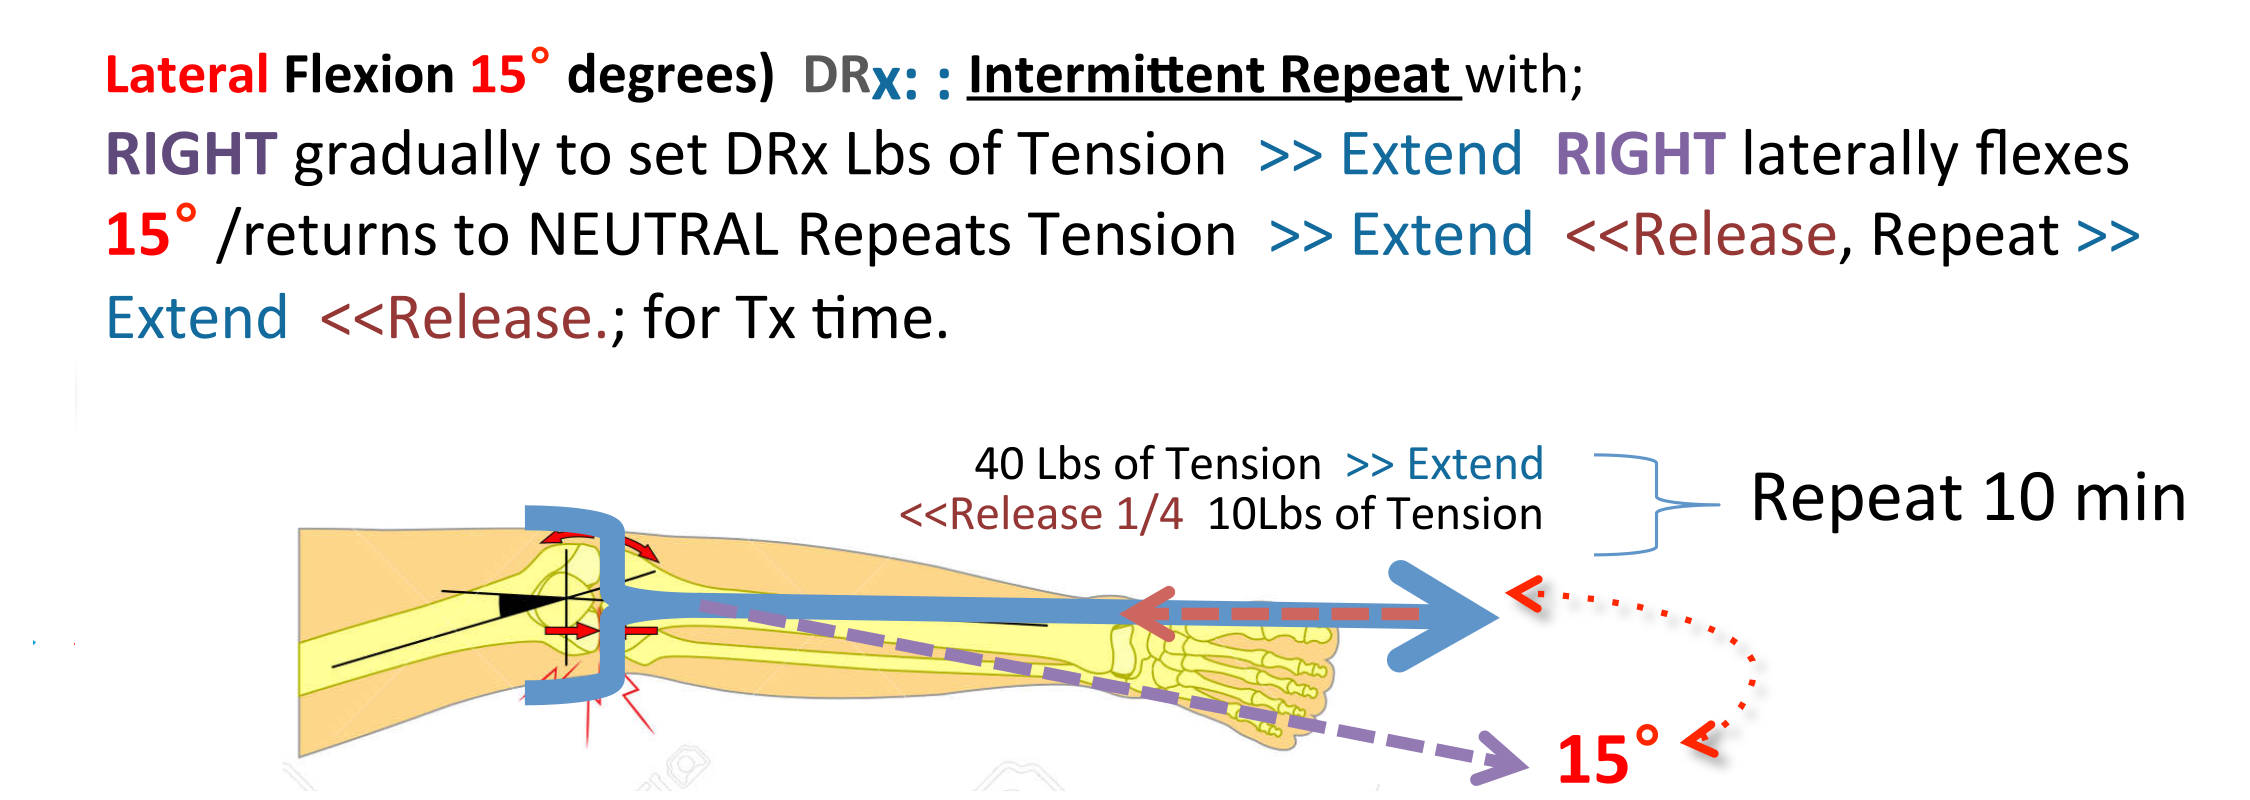 Lateral Flexion 15° degrees) DRx: : Intermittent Repeat with;
RIGHT gradually to set DRx Lbs of Tension >> Extend RIGHT laterally flexes
15° /returns to NEUTRAL Repeats Tension >> Extend <<Release, Repeat >>
Extend <<Release.; for Tx time.
40 Lbs of Tension >> Extend
<<Release 1/4 10Lbs of Tension
Repeat 10 min
15°